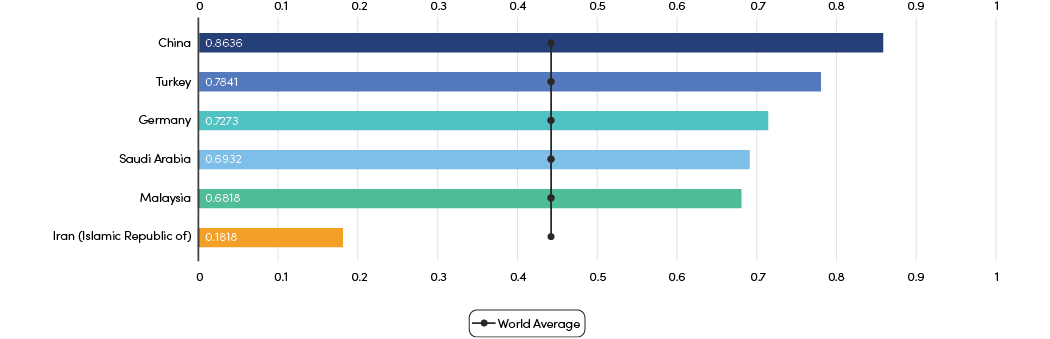 0 0.1 0.2 0.3 0.4 0.5 0.6 0.7 0.8 0.9 1
China 0.8636
Turkey 0.7841
Germany 0.7273
Saudi Arabia 0.6932
Malaysia 0.6818
Iran (Islamic Republic of) 0.1818
0 0.1 0.2 0.3 0.4 0.5 0.6 0.7 0.8 0.9 1
World Average